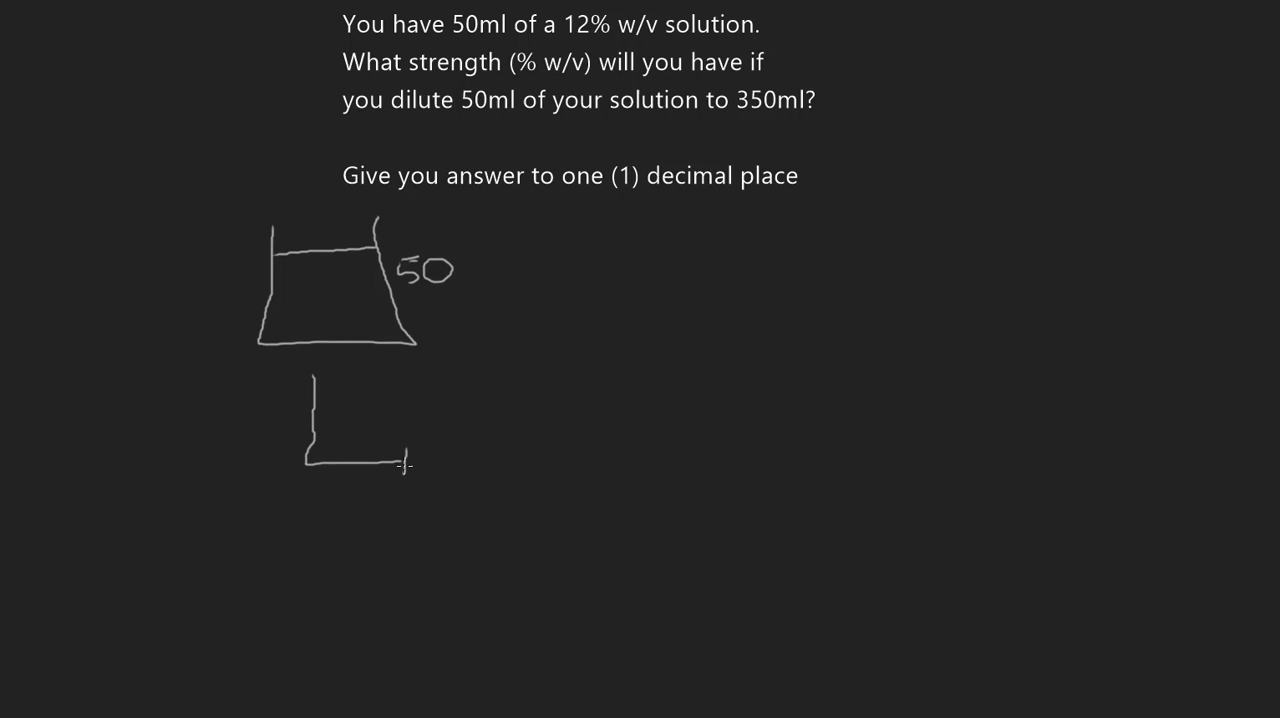 You have 50ml of a 12% w/v solution.
What strength (% w/v) will you have if
you dilute 50ml of your solution to 350ml?
Give you answer to one (1) decimal place
50